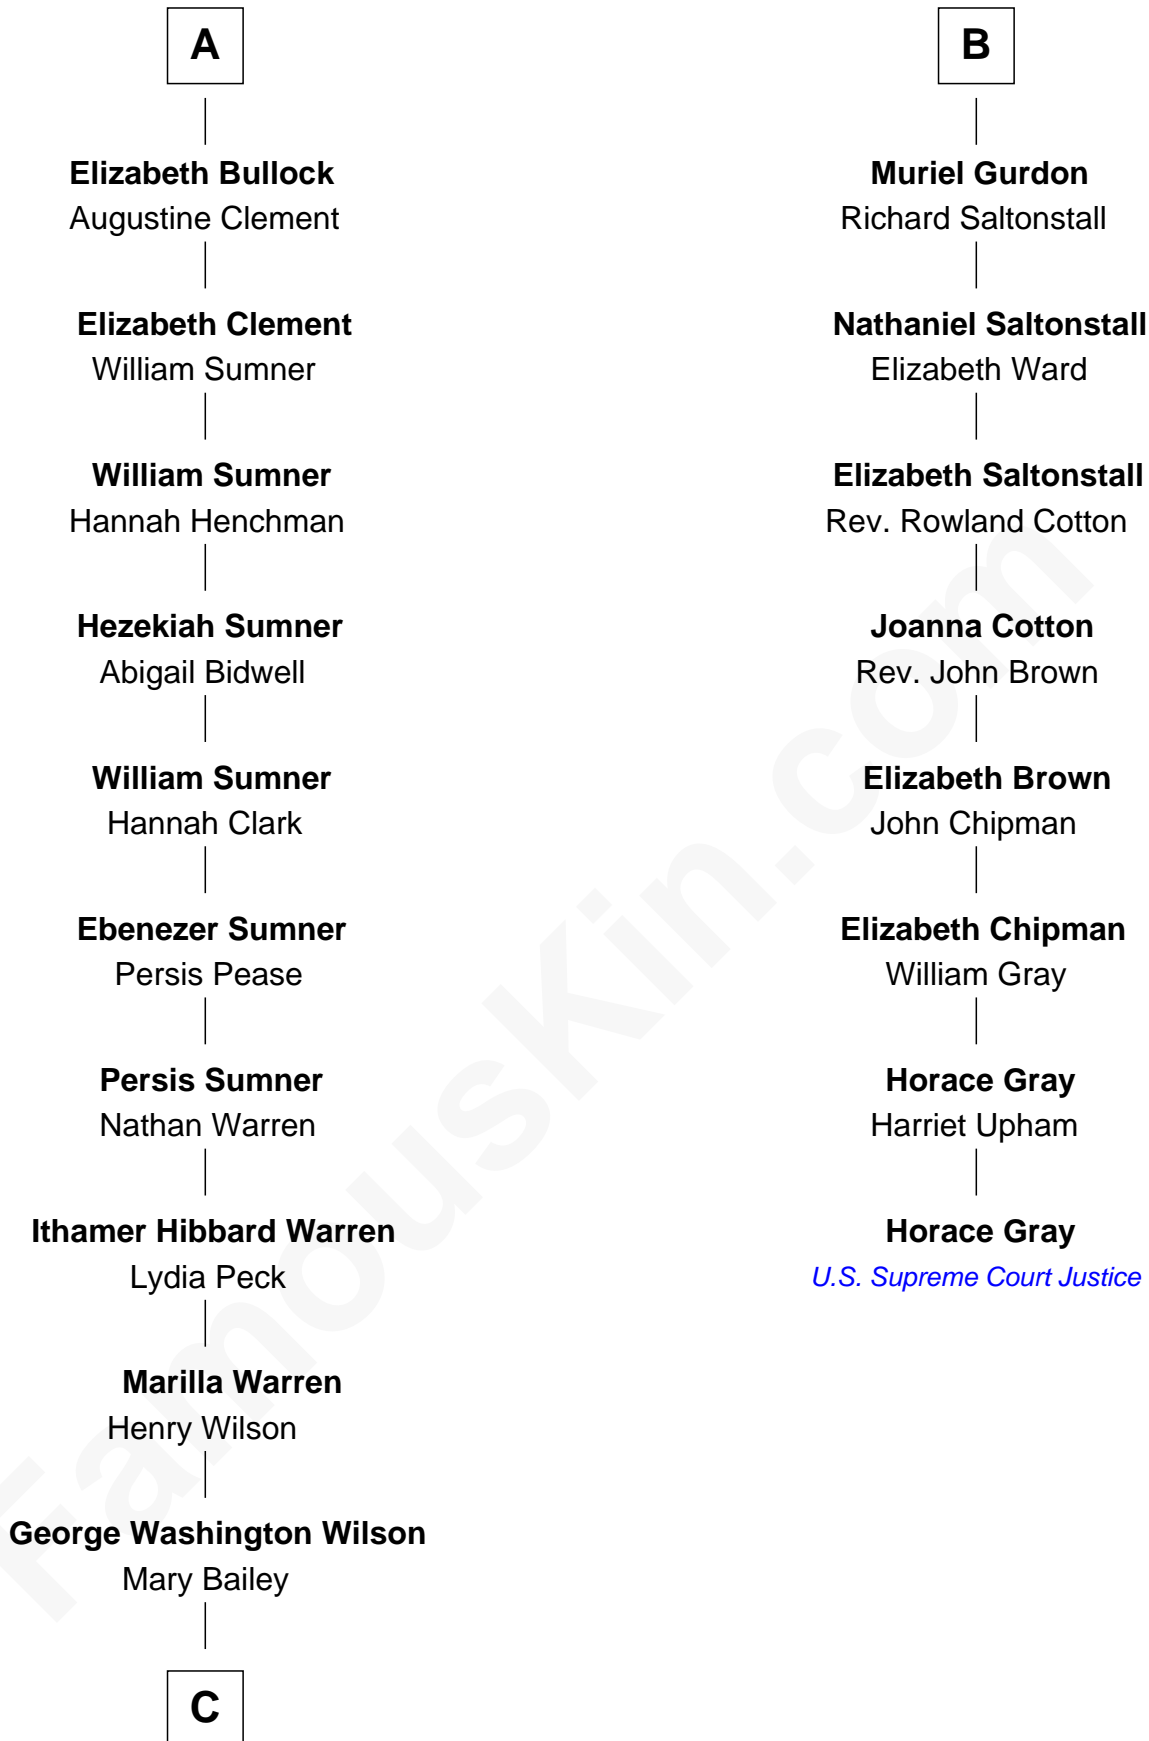 A
Elizabeth Bullock
Augustine Clement
Elizabeth Clement
William Sumner
William Sumner
Hannah Henchman
Hezekiah Sumner
Abigail Bidwell
William Sumner
Hannah Clark
Ebenezer Sumner
Persis Pease
Persis Sumner
Nathan Warren
Ithamer Hibbard Warren
Lydia Peck
Marilla Warren
Henry Wilson
George Washington Wilson
Mary Bailey
C
B
Muriel Gurdon
Richard Saltonstall
Nathaniel Saltonstall
Elizabeth Ward
Elizabeth Saltonstall
Rev. Rowland Cotton
Joanna Cotton
Rev. John Brown
Elizabeth Brown
John Chipman
Elizabeth Chipman
William Gray
Horace Gray
Harriet Upham
Horace Gray
U.S. Supreme Court Justice
FamousKin.com